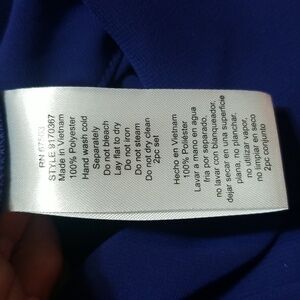 RN 67593
STYLE 9170367
Made in Vietnam
100% Polyester
Hand wash cold
Separately
Do not bleach
Lay flat to dry
Do not iron
Do not steam
Do not dry clean
2pc set
Hecho en Vietnam
100% Poliéster
Lavar a mano en agua
fria por separado,
no lavar con blanqueador,
dejar secar en una superficie
plana, no planchar,
no utilizar vapor,
no limpiar en seco
2pc conjunto